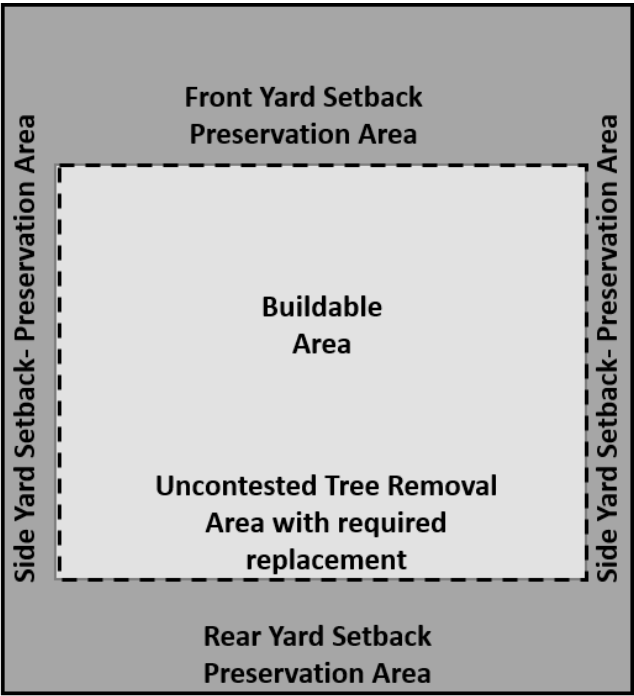 Front Yard Setback
Preservation Area
Side Yard Setback- Preservation Area
Side Yard Setback- Preservation Area
Buildable
Area
Uncontested Tree Removal
Area with required
replacement
Rear Yard Setback
Preservation Area